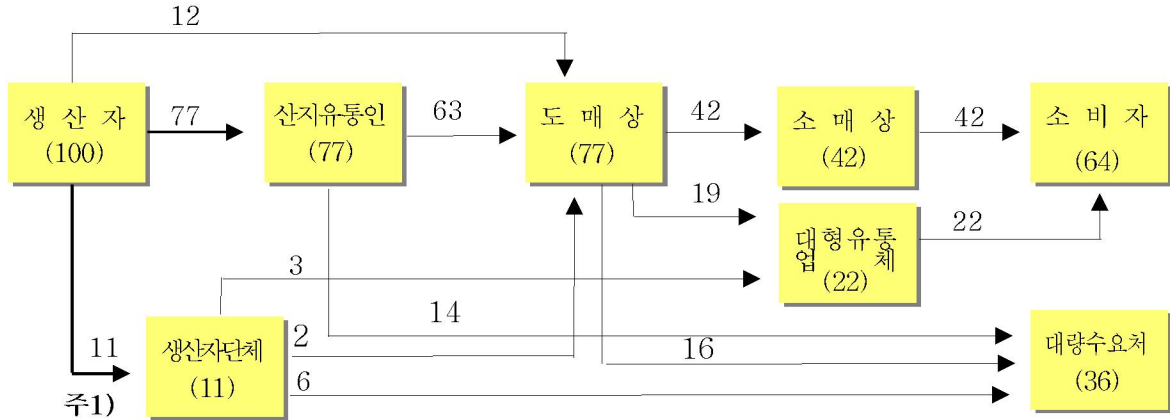 12
생 산 자
(100)
77
산지유통인
(77)
63
도 매 상
(77)
42
소 매 상
(42)
42
소 비 자
(64)
19
대 형 유 통
업 체
(22)
22
3
14
11
생산자단체
(11)
2
6
16
대량수요처
(36)
주1)